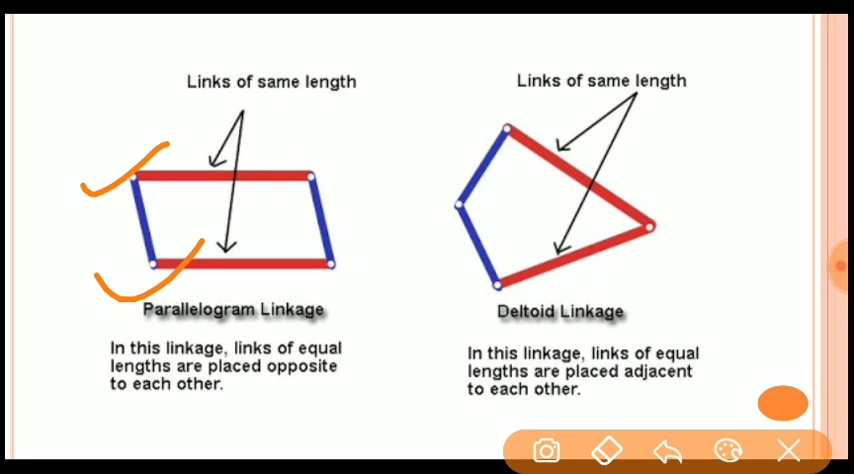 Links of same length
Parallelogram Linkage
In this linkage, links of equal
lengths are placed opposite
to each other.
Links of same length
Deltoid Linkage
In this linkage, links of equal
lengths are placed adjacent
to each other.